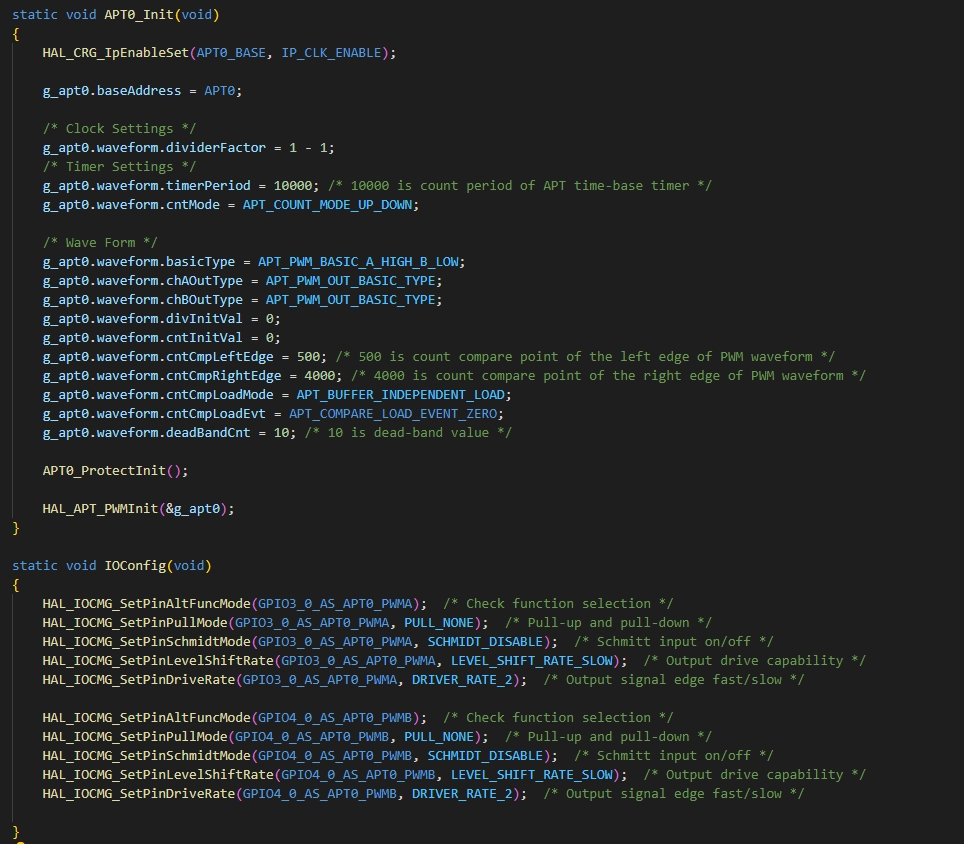 static void APT0_Init(void)
{
    HAL_CRG_IpEnableSet(APT0_BASE, IP_CLK_ENABLE);

    g_apt0.baseAddress = APT0;

    /* Clock Settings */
    g_apt0.waveform.dividerFactor = 1 - 1;
    /* Timer Settings */
    g_apt0.waveform.timerPeriod = 10000; /* 10000 is count period of APT time-base timer */
    g_apt0.waveform.cntMode = APT_COUNT_MODE_UP_DOWN;

    /* Wave Form */
    g_apt0.waveform.basicType = APT_PWM_BASIC_A_HIGH_B_LOW;
    g_apt0.waveform.chAOutType = APT_PWM_OUT_BASIC_TYPE;
    g_apt0.waveform.chBOutType = APT_PWM_OUT_BASIC_TYPE;
    g_apt0.waveform.divInitVal = 0;
    g_apt0.waveform.cntInitVal = 0;
    g_apt0.waveform.cntCmpLeftEdge = 500; /* 500 is count compare point of the left edge of PWM waveform */
    g_apt0.waveform.cntCmpRightEdge = 4000; /* 4000 is count compare point of the right edge of PWM waveform */
    g_apt0.waveform.cntCmpLoadMode = APT_BUFFER_INDEPENDENT_LOAD;
    g_apt0.waveform.cntCmpLoadEvt = APT_COMPARE_LOAD_EVENT_ZERO;
    g_apt0.waveform.deadBandCnt = 10; /* 10 is dead-band value */

    APT0_ProtectInit();

    HAL_APT_PWMInit(&g_apt0);
}

static void IOConfig(void)
{
    HAL_IOCMG_SetPinAltFuncMode(GPIO3_0_AS_APT0_PWMA);  /* Check function selection */
    HAL_IOCMG_SetPinPullMode(GPIO3_0_AS_APT0_PWMA, PULL_NONE);  /* Pull-up and pull-down */
    HAL_IOCMG_SetPinSchmidtMode(GPIO3_0_AS_APT0_PWMA, SCHMIDT_DISABLE);  /* Schmitt input on/off */
    HAL_IOCMG_SetPinLevelShiftRate(GPIO3_0_AS_APT0_PWMA, LEVEL_SHIFT_RATE_SLOW);  /* Output drive capability */
    HAL_IOCMG_SetPinDriveRate(GPIO3_0_AS_APT0_PWMA, DRIVER_RATE_2);  /* Output signal edge fast/slow */

    HAL_IOCMG_SetPinAltFuncMode(GPIO4_0_AS_APT0_PWMB);  /* Check function selection */
    HAL_IOCMG_SetPinPullMode(GPIO4_0_AS_APT0_PWMB, PULL_NONE);  /* Pull-up and pull-down */
    HAL_IOCMG_SetPinSchmidtMode(GPIO4_0_AS_APT0_PWMB, SCHMIDT_DISABLE);  /* Schmitt input on/off */
    HAL_IOCMG_SetPinLevelShiftRate(GPIO4_0_AS_APT0_PWMB, LEVEL_SHIFT_RATE_SLOW);  /* Output drive capability */
    HAL_IOCMG_SetPinDriveRate(GPIO4_0_AS_APT0_PWMB, DRIVER_RATE_2);  /* Output signal edge fast/slow */

}